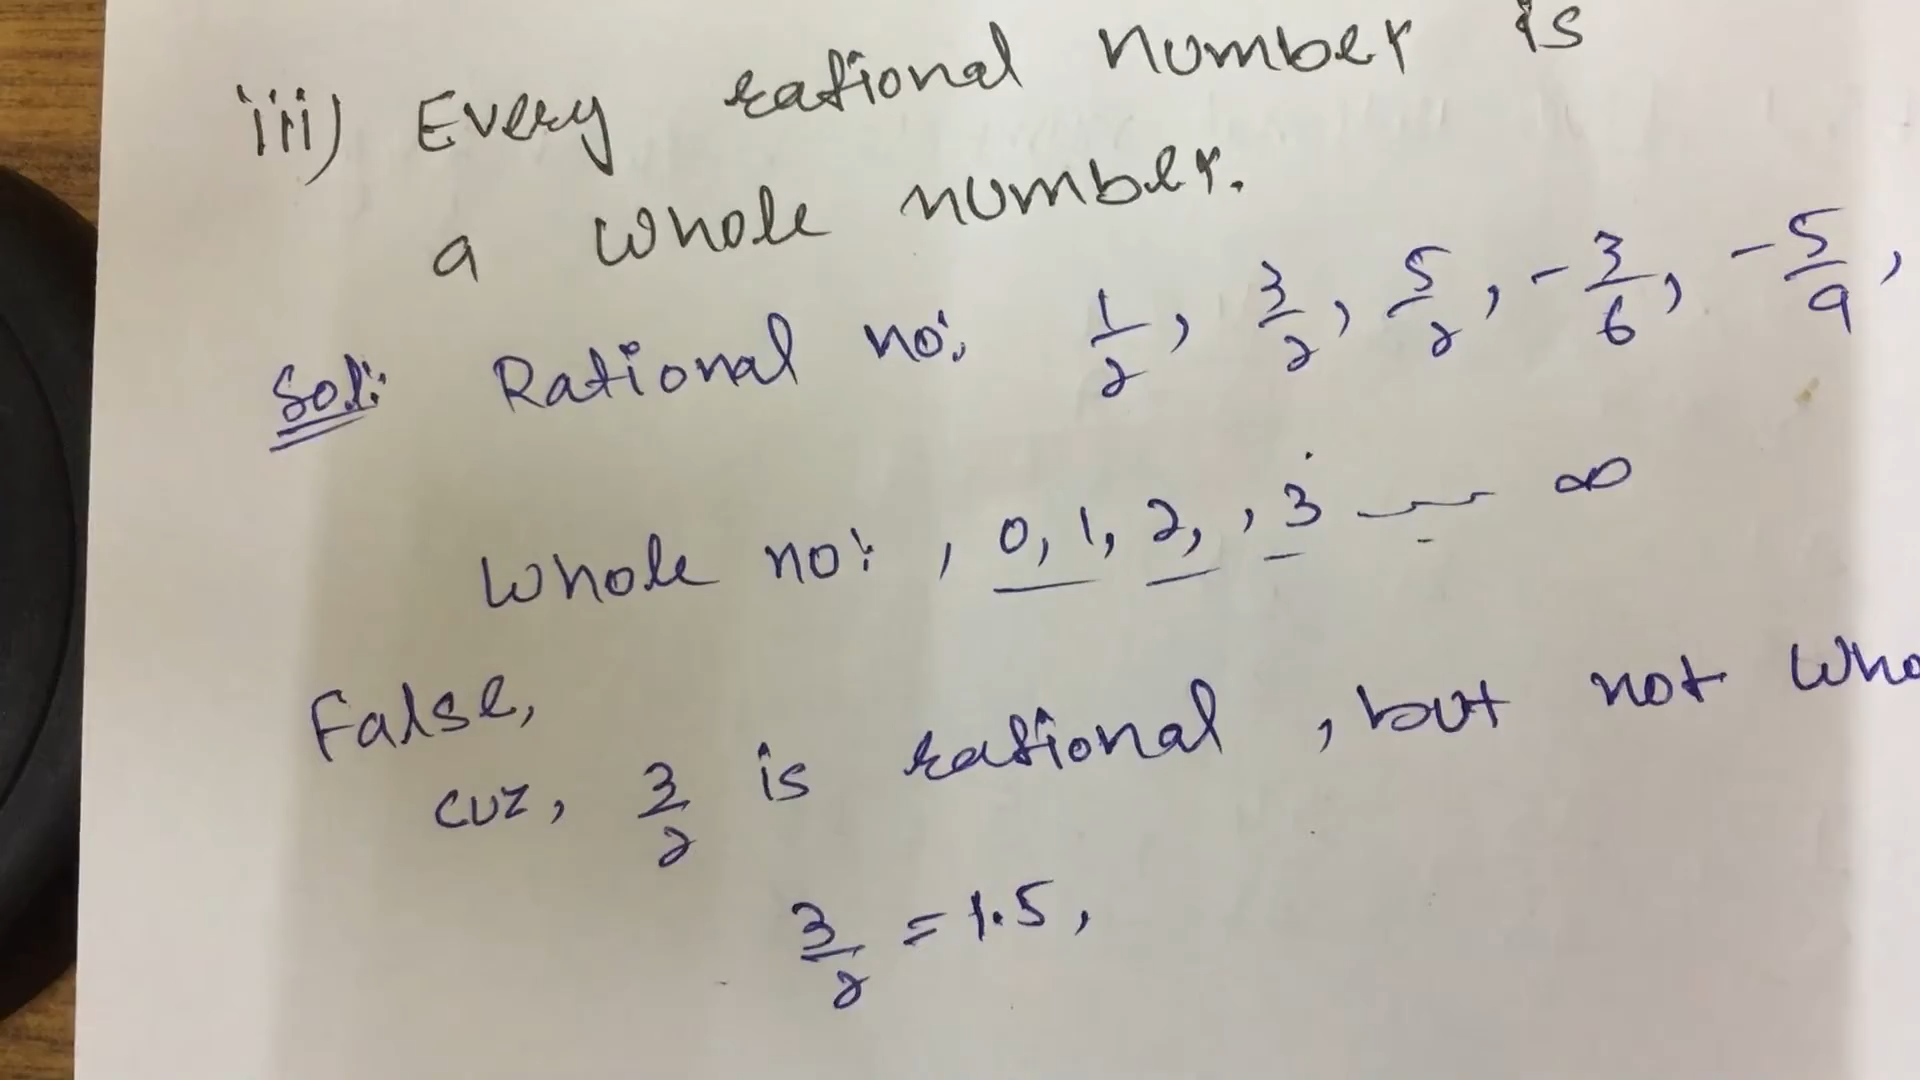 iii) Every rational number is
a whole number.
Sol: Rational no: 1/2, 3/2, 5/2, -3/6, -5/9,
Whole no: , 0, 1, 2, , 3 — ∞
False,
cuz, 3/2 is rational, but not Who
3/2 = 1.5,